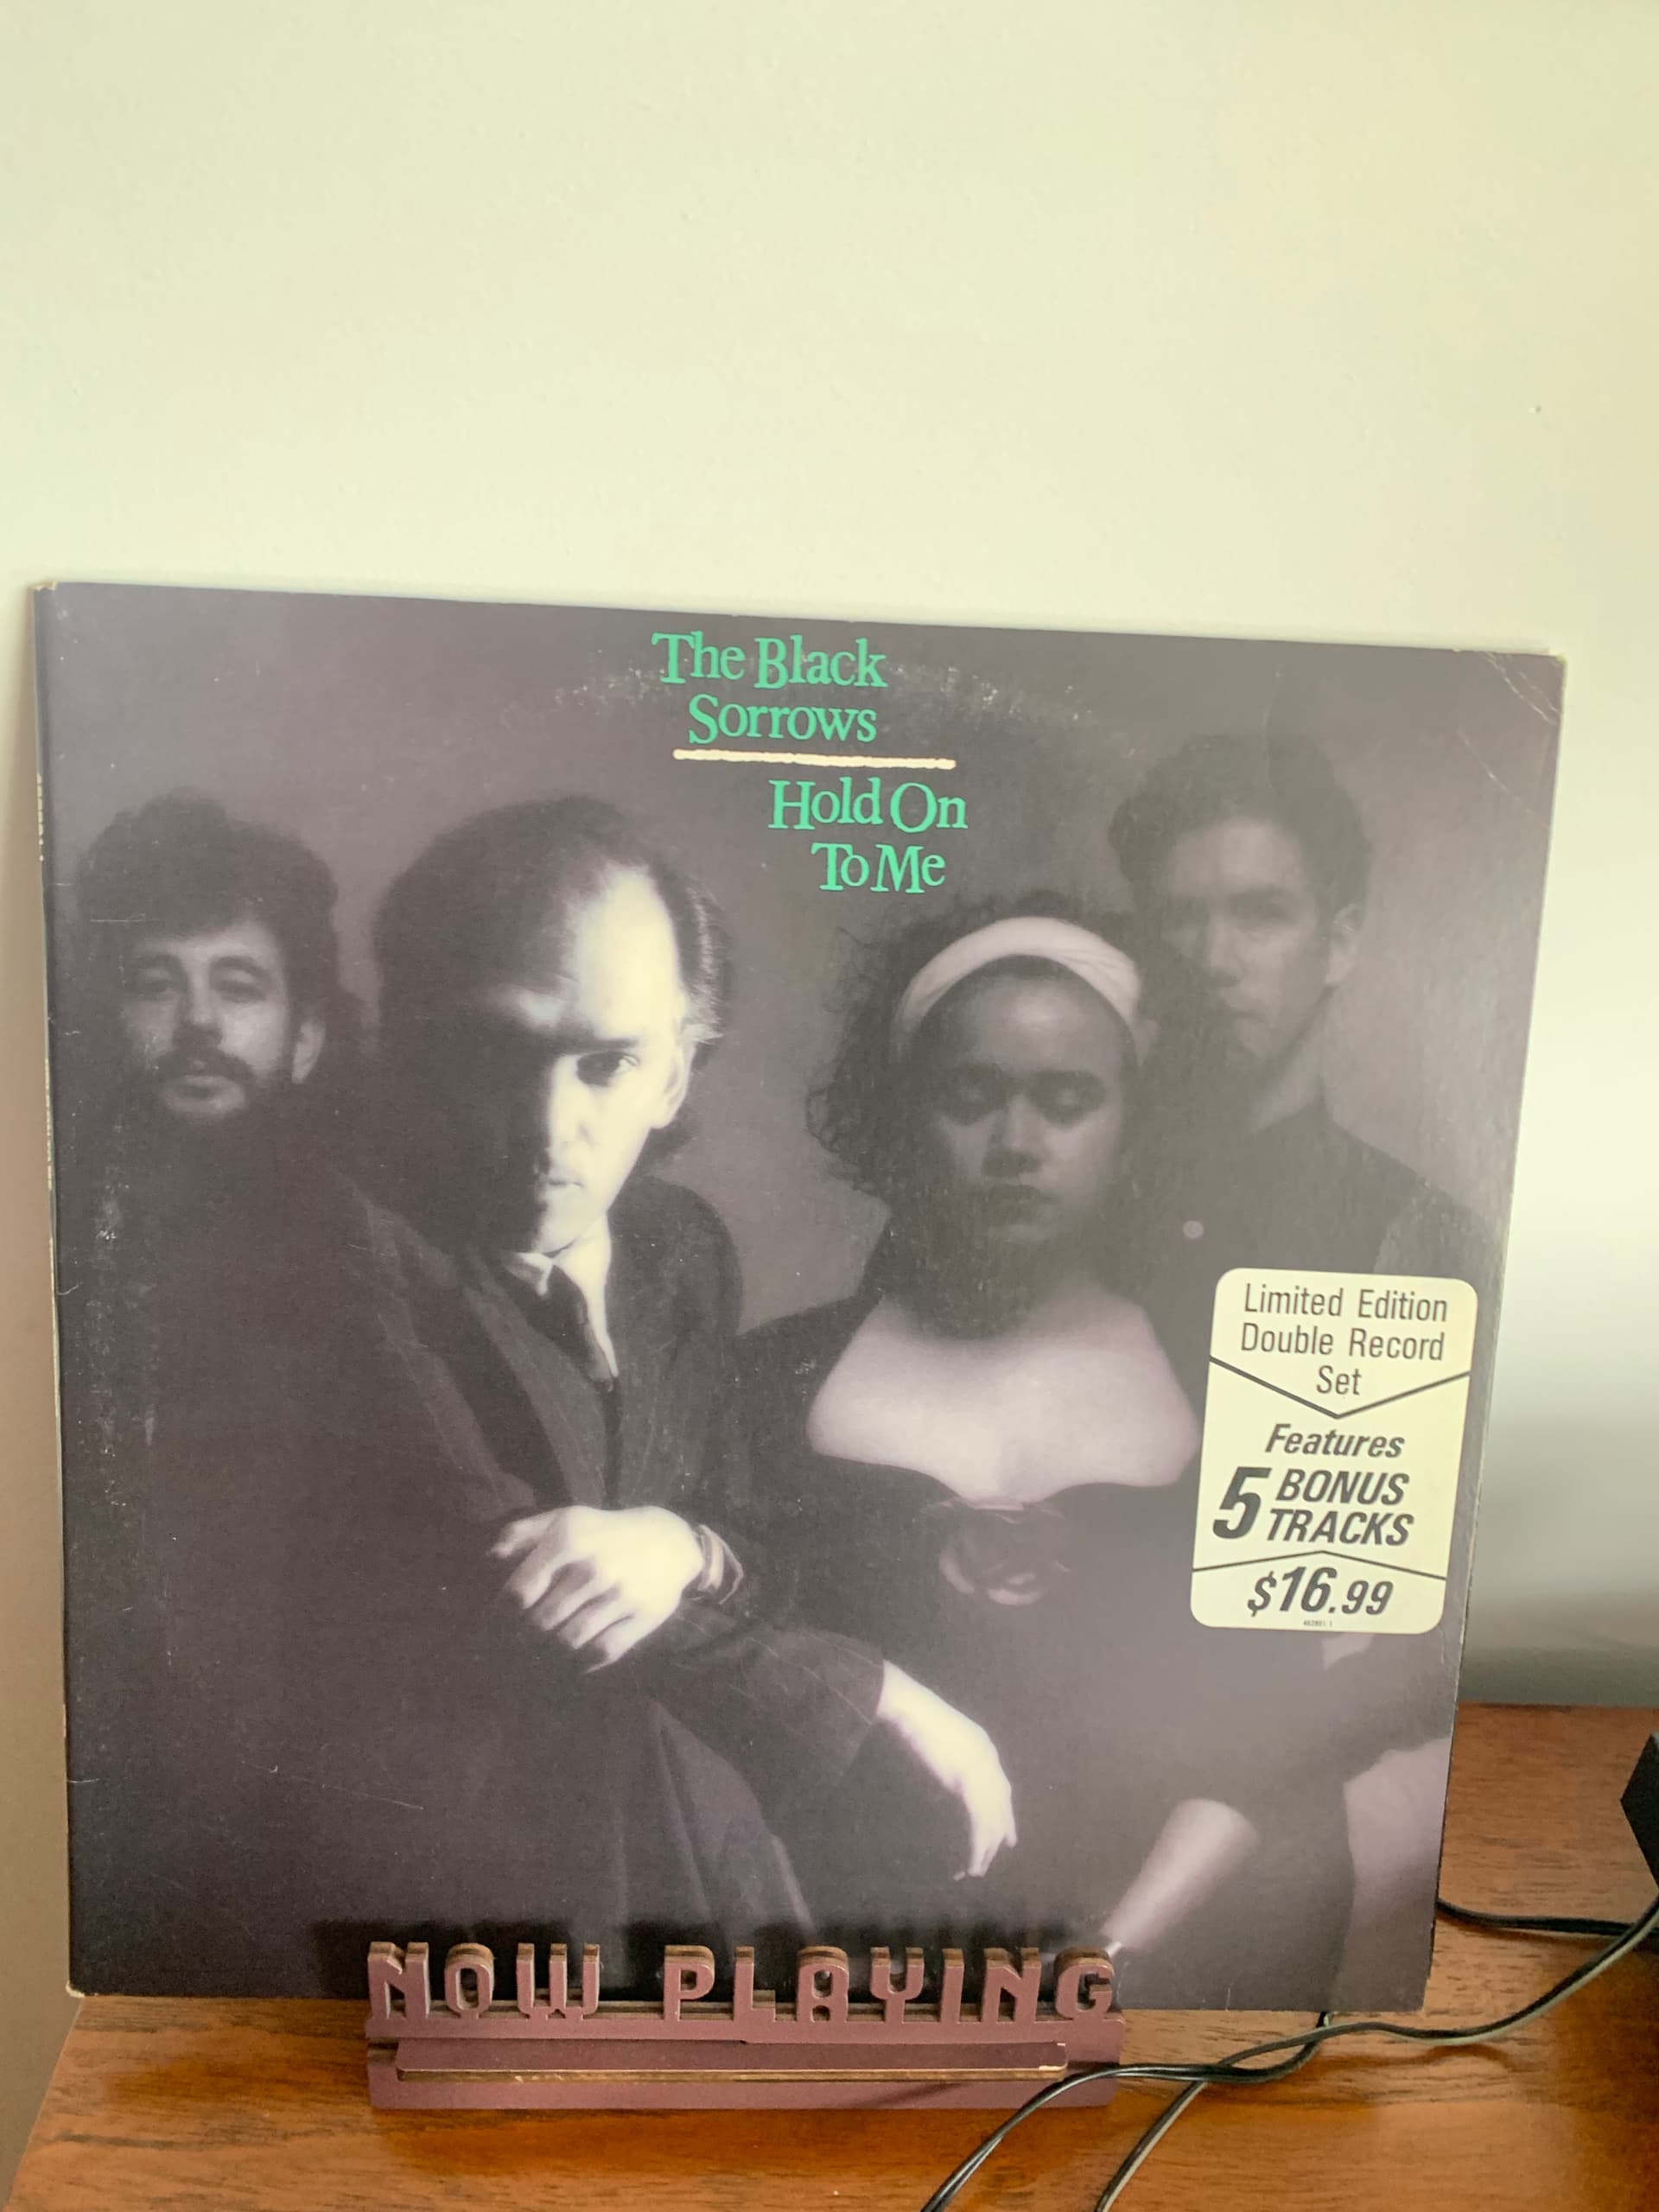 The Black
Sorrows
Hold On
To Me
Limited Edition
Double Record
Set
Features
5 BONUS
TRACKS
$16.99
NOW PLAYING